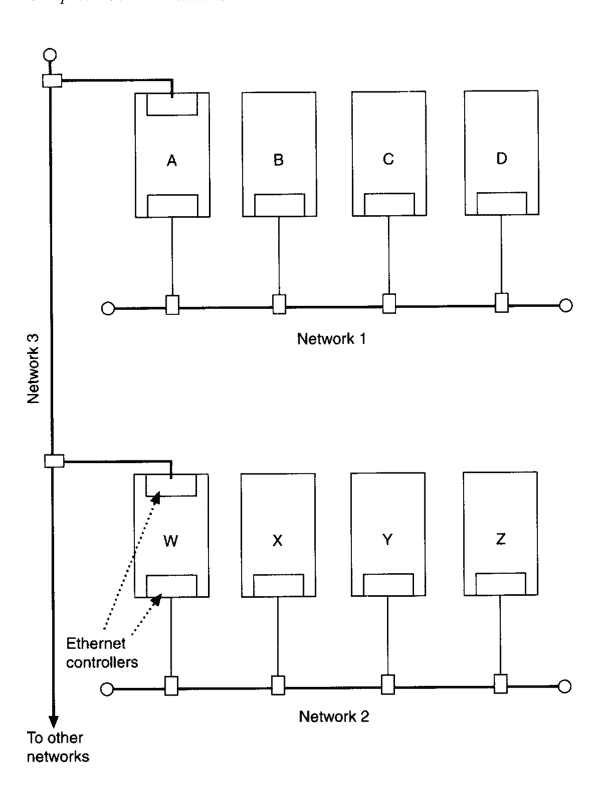 A
B
C
D
Network 1
Network 3
W
X
Y
Z
Ethernet
controllers
Network 2
To other
networks